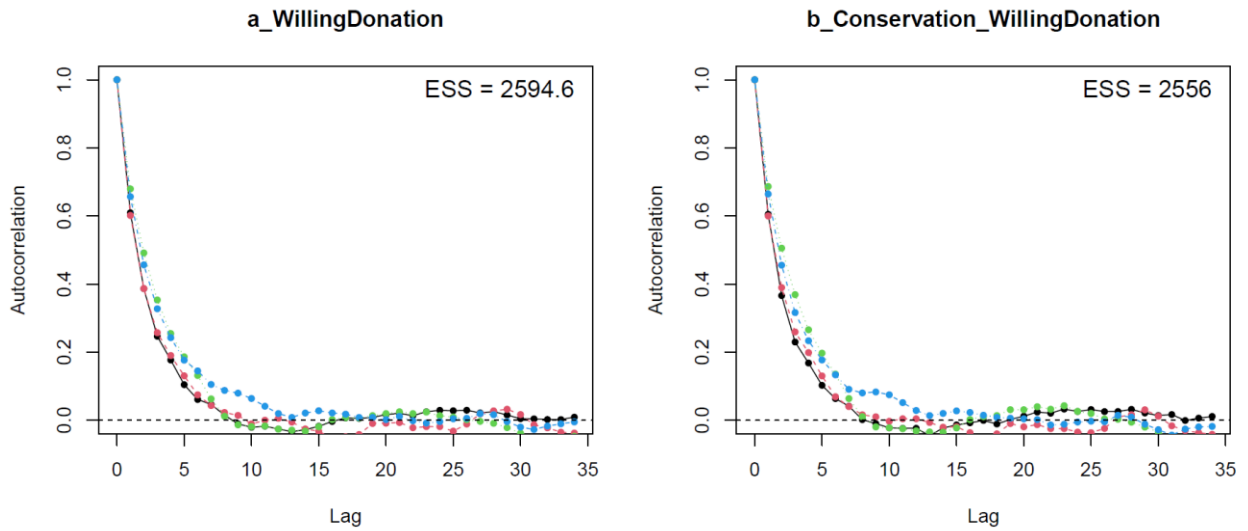 a_WillingDonation
ESS = 2594.6
Autocorrelation
1.0
0.8
0.6
0.4
0.2
0.0
0 5 10 15 20 25 30 35
Lag
b_Conservation_WillingDonation
ESS = 2556
Autocorrelation
1.0
0.8
0.6
0.4
0.2
0.0
0 5 10 15 20 25 30 35
Lag